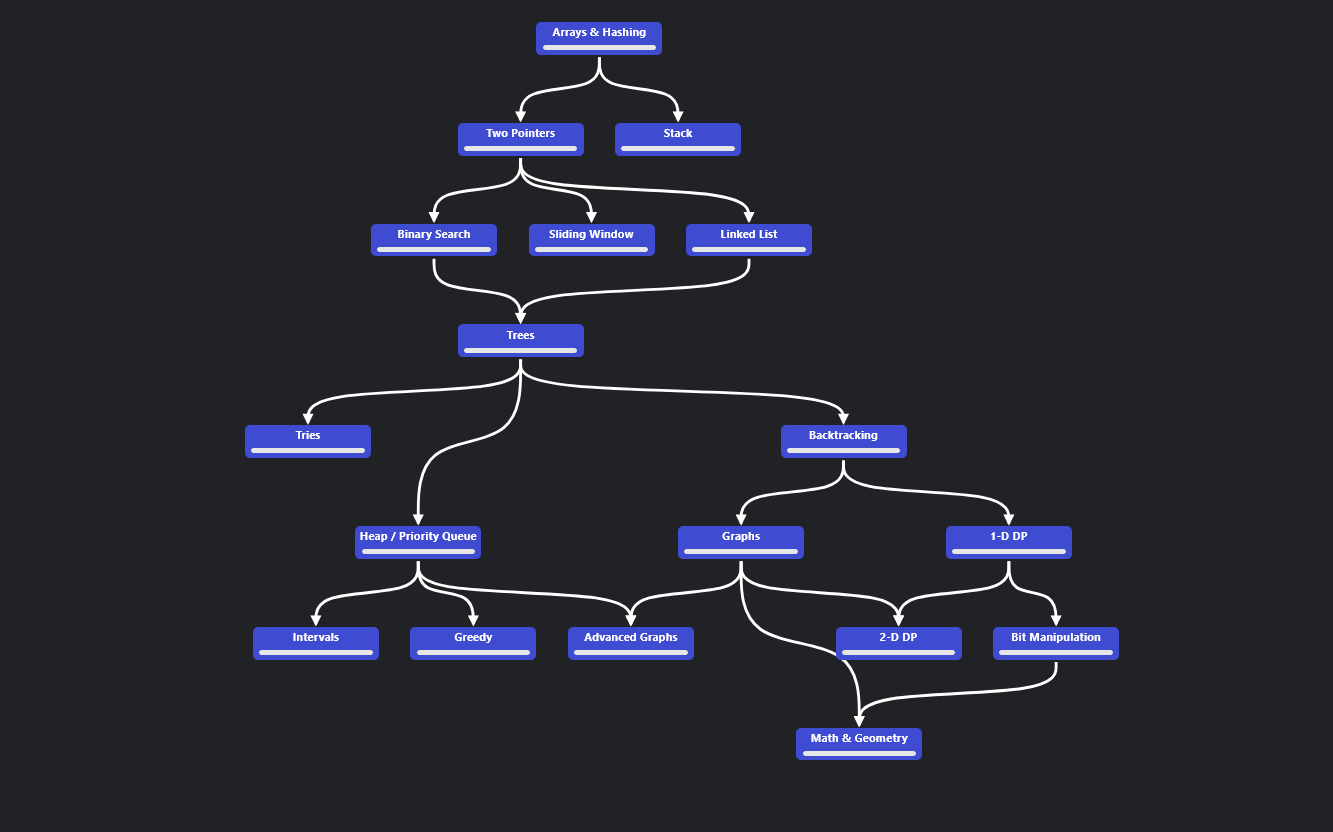 Arrays & Hashing
Two Pointers
Stack
Binary Search
Sliding Window
Linked List
Trees
Tries
Backtracking
Heap / Priority Queue
Graphs
1-D DP
Intervals
Greedy
Advanced Graphs
2-D DP
Bit Manipulation
Math & Geometry